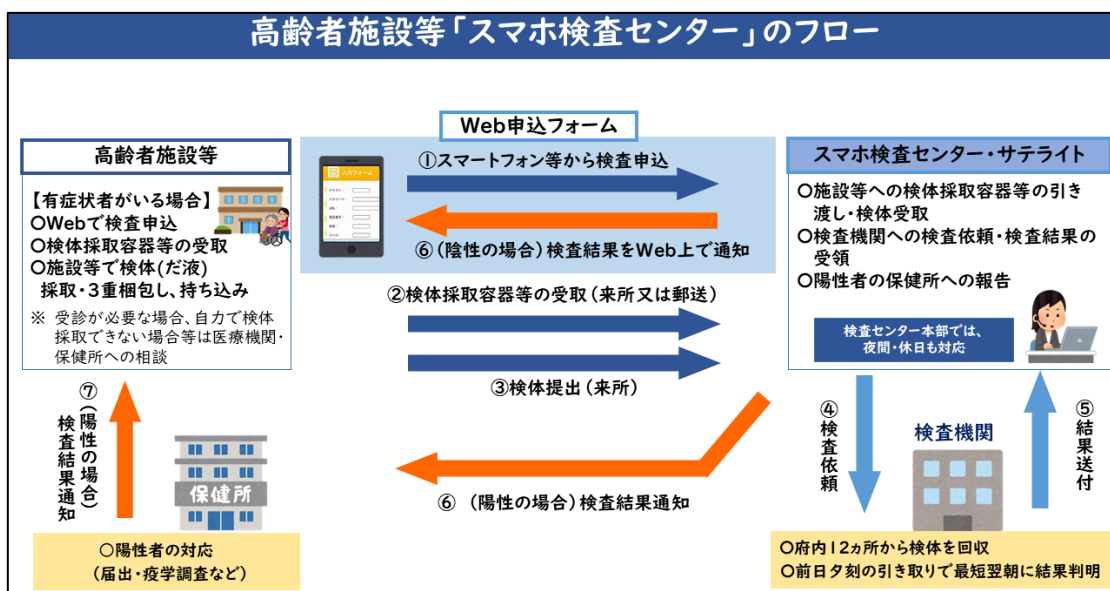 高齢者施設等「スマホ検査センター」のフロー
Web申込フォーム
高齢者施設等
【有症状者がいる場合】
○Webで検査申込
○検体採取容器等の受取
○施設等で検体(だ液)
採取・3重梱包し、持ち込み
※ 受診が必要な場合、自力で検体
採取できない場合等は医療機関・
保健所への相談
入力フォーム
①スマートフォン等から検査申込
⑥(陰性の場合)検査結果をWeb上で通知
②検体採取容器等の受取(来所又は郵送)
③検体提出(来所)
⑥ (陽性の場合)検査結果通知
スマホ検査センター・サテライト
○施設等への検体採取容器等の引き
渡し・検体受取
○検査機関への検査依頼・検査結果の
受領
○陽性者の保健所への報告
検査センター本部では、
夜間・休日も対応
④検査依頼
検査機関
⑤結果送付
○府内12ヵ所から検体を回収
○前日夕刻の引き取りで最短翌朝に結果判明
⑦(陽性の場合)
検査結果通知
保健所
○陽性者の対応
(届出・疫学調査など)